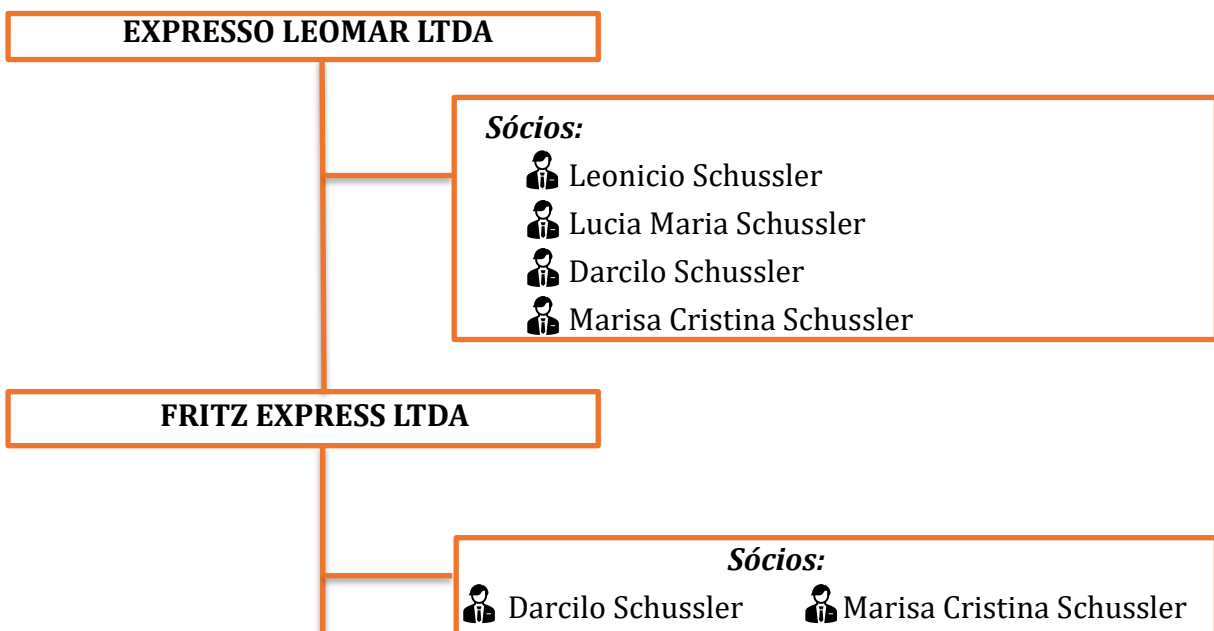 EXPRESSO LEOMAR LTDA
Sócios:
Leonicio Schussler
Lucia Maria Schussler
Darcilo Schussler
Marisa Cristina Schussler
FRITZ EXPRESS LTDA
Sócios:
Darcilo Schussler Marisa Cristina Schussler